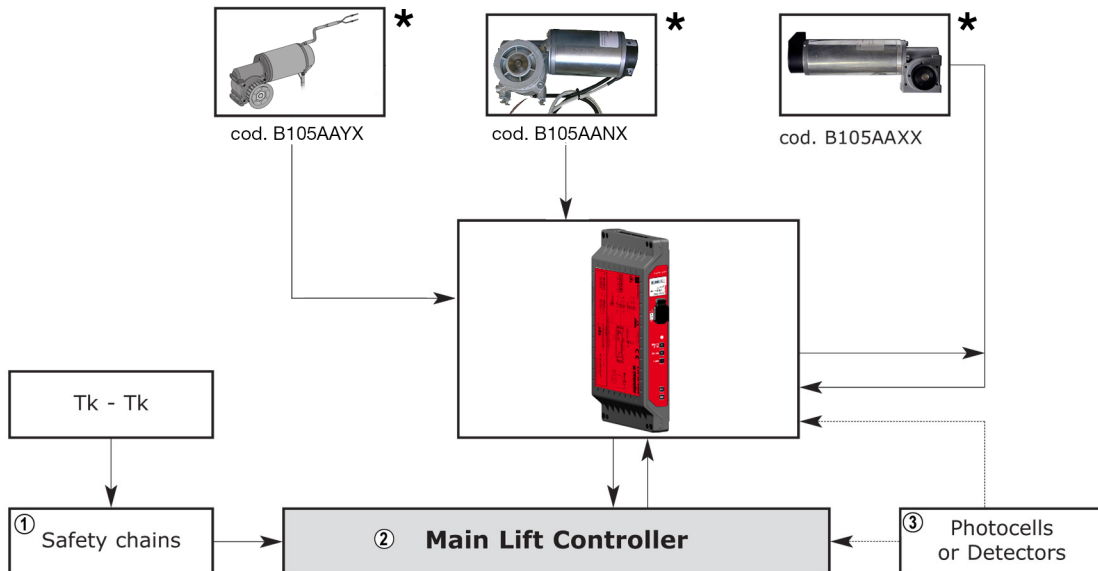 *
*
*
cod. B105AAYX
cod. B105AANX
cod. B105AAXX
Tk - Tk
① Safety chains
② Main Lift Controller
③ Photocells
or Detectors